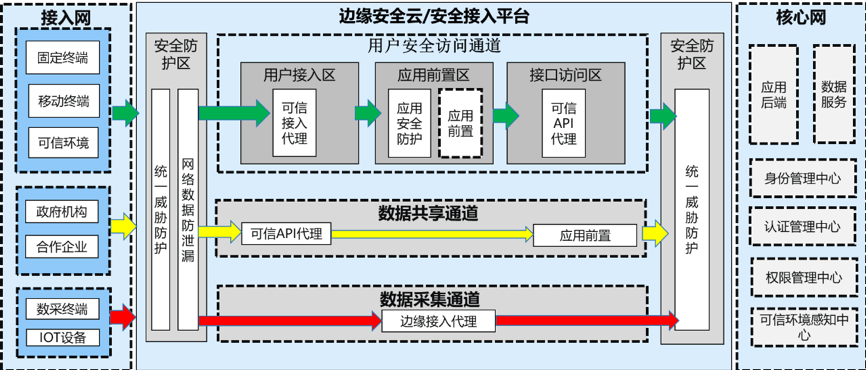 接入网
固定终端
移动终端
可信环境
政府机构
合作企业
数采终端
IOT设备
边缘安全云/安全接入平台
安全防
护区
统一威胁防护
网络数据防泄漏
用户安全访问通道
用户接入区
可信
接入
代理
应用前置区
应用
安全
防护
应用
前置
接口访问区
可信
API
代理
数据共享通道
可信API代理
应用前置
数据采集通道
边缘接入代理
安全防
护区
统一威胁防护
核心网
应用
后端
数据
服务
身份管理中心
认证管理中心
权限管理中心
可信环境感知中
心